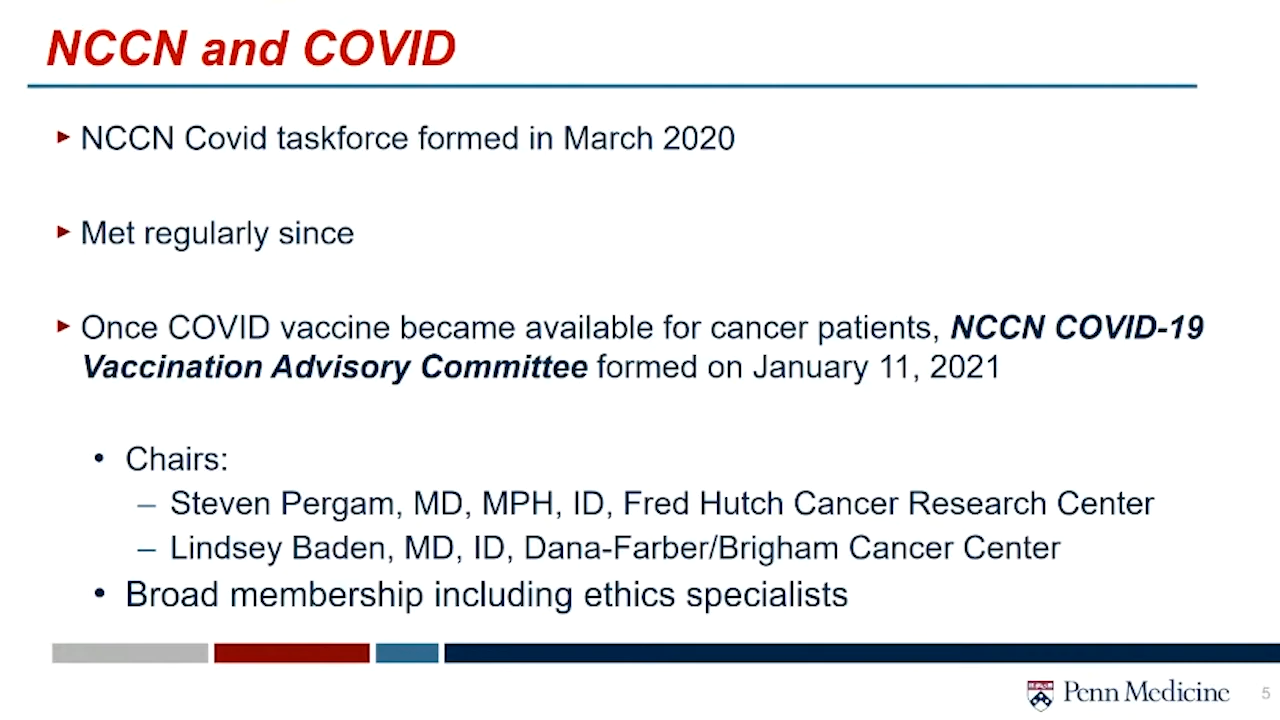 NCCN and COVID
▸ NCCN Covid taskforce formed in March 2020
▸ Met regularly since
▸ Once COVID vaccine became available for cancer patients, NCCN COVID-19
Vaccination Advisory Committee formed on January 11, 2021
• Chairs:
– Steven Pergam, MD, MPH, ID, Fred Hutch Cancer Research Center
– Lindsey Baden, MD, ID, Dana-Farber/Brigham Cancer Center
• Broad membership including ethics specialists
Penn Medicine
5